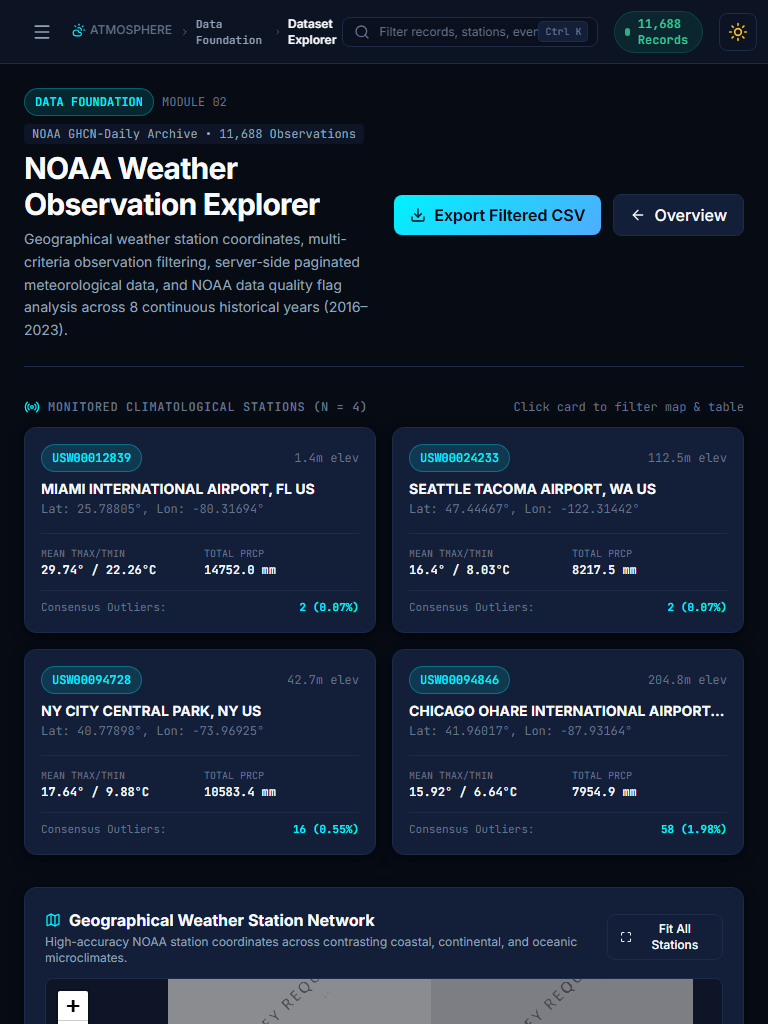 ATMOSPHERE
Data Foundation
Dataset Explorer
Filter records, stations, ever
Ctrl K
11,688 Records
DATA FOUNDATION
MODULE 02
NOAA GHCN-Daily Archive • 11,688 Observations
NOAA Weather
Observation Explorer
Geographical weather station coordinates, multi-
criteria observation filtering, server-side paginated
meteorological data, and NOAA data quality flag
analysis across 8 continuous historical years (2016–
2023).
Export Filtered CSV
Overview
MONITORED CLIMATOLOGICAL STATIONS (N = 4)
Click card to filter map & table
USW00012839
1.4m elev
MIAMI INTERNATIONAL AIRPORT, FL US
Lat: 25.78805°, Lon: -80.31694°
MEAN TMAX/TMIN
TOTAL PRCP
29.74° / 22.26°C
14752.0 mm
Consensus Outliers:
2 (0.07%)
USW00024233
112.5m elev
SEATTLE TACOMA AIRPORT, WA US
Lat: 47.44467°, Lon: -122.31442°
MEAN TMAX/TMIN
TOTAL PRCP
16.4° / 8.03°C
8217.5 mm
Consensus Outliers:
2 (0.07%)
USW00094728
42.7m elev
NY CITY CENTRAL PARK, NY US
Lat: 40.77898°, Lon: -73.96925°
MEAN TMAX/TMIN
TOTAL PRCP
17.64° / 9.88°C
10583.4 mm
Consensus Outliers:
16 (0.55%)
USW00094846
204.8m elev
CHICAGO OHARE INTERNATIONAL AIRPORT...
Lat: 41.96017°, Lon: -87.93164°
MEAN TMAX/TMIN
TOTAL PRCP
15.92° / 6.64°C
7954.9 mm
Consensus Outliers:
58 (1.98%)
Geographical Weather Station Network
High-accuracy NOAA station coordinates across contrasting coastal, continental, and oceanic
microclimates.
Fit All
Stations
+